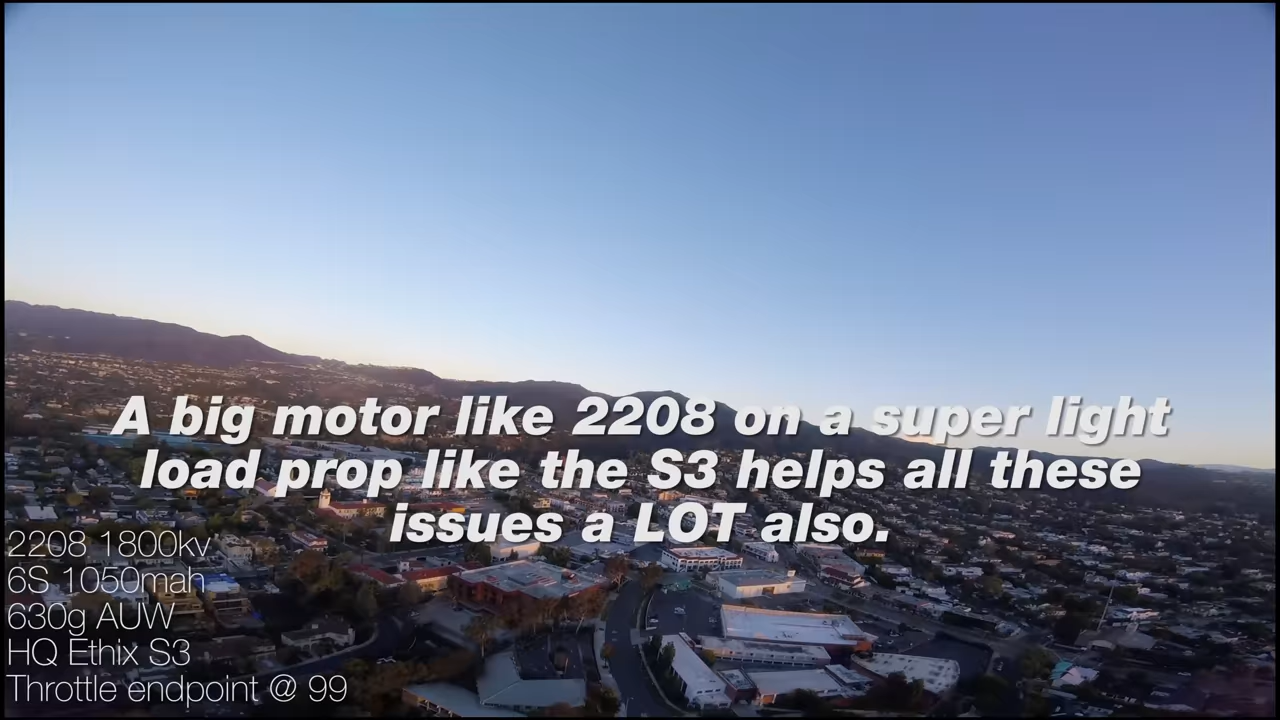 A big motor like 2208 on a super light
load prop like the S3 helps all these
issues a LOT also.
2208 1800kv
6S 1050mah
630g AUW
HQ Ethix S3
Throttle endpoint @ 99